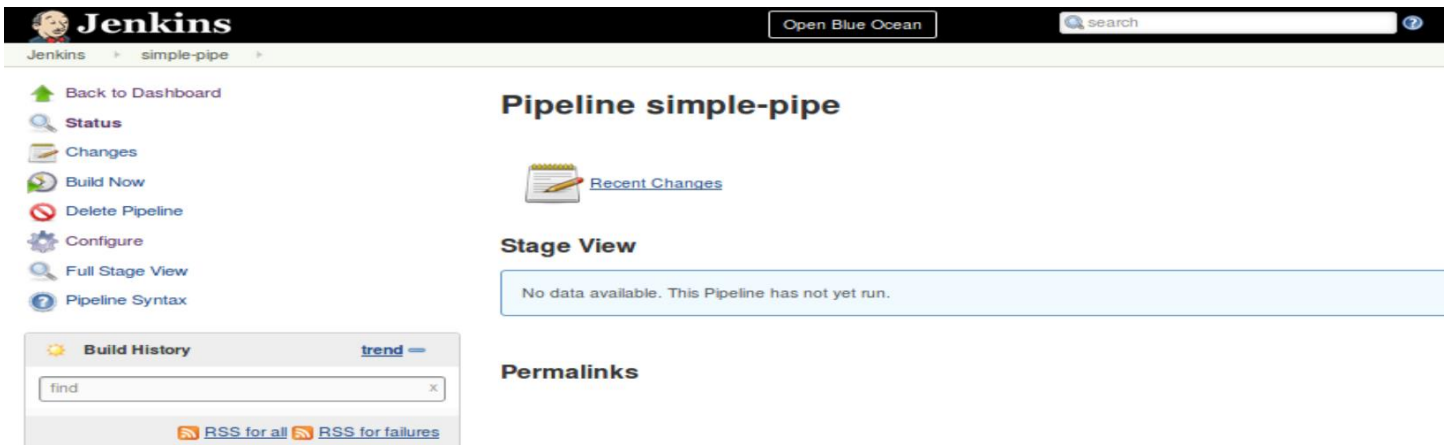 Jenkins
Open Blue Ocean
search
Jenkins simple-pipe
Back to Dashboard
Status
Changes
Build Now
Delete Pipeline
Configure
Full Stage View
Pipeline Syntax
Build History trend
find x
RSS for all RSS for failures
Pipeline simple-pipe
Recent Changes
Stage View
No data available. This Pipeline has not yet run.
Permalinks